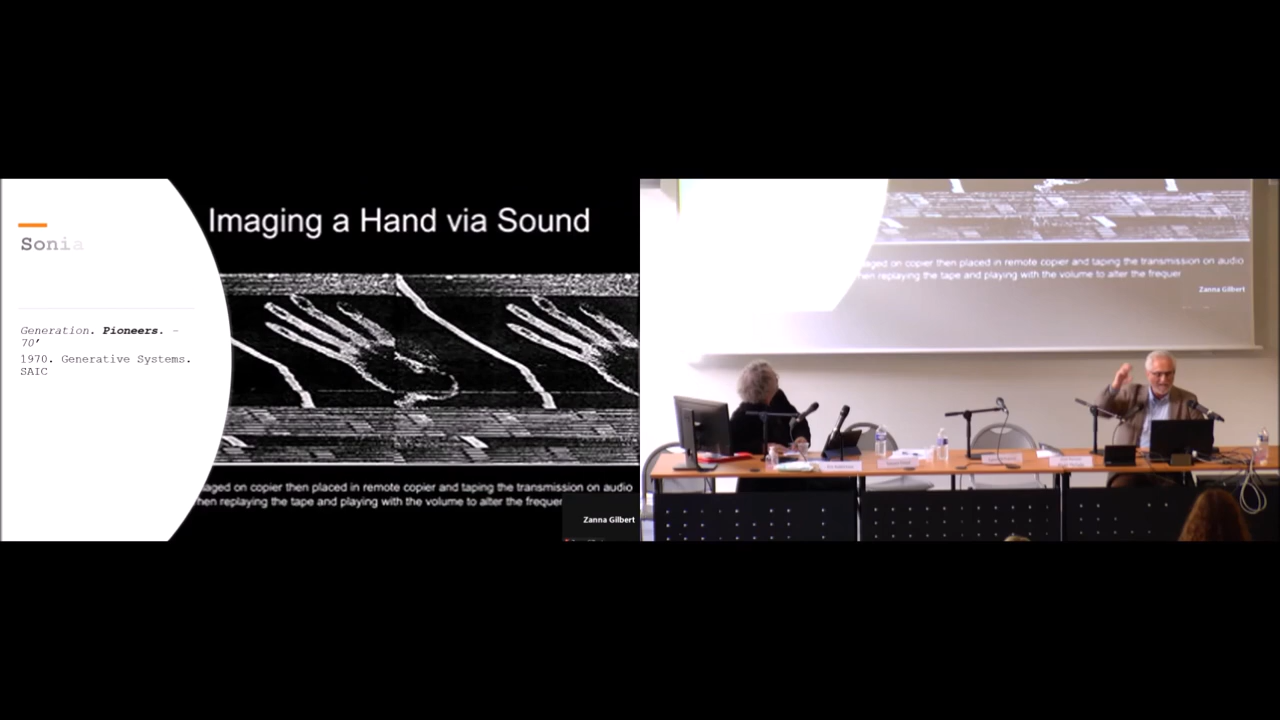 Sonia
Generation. Pioneers. –
70’
1970. Generative Systems.
SAIC
Imaging a Hand via Sound
aged on copier then placed in remote copier and taping the transmission on audio
hen replaying the tape and playing with the volume to alter the frequer
Zanna Gilbert
aged on copier then placed in remote copier and taping the transmission on audio
hen replaying the tape and playing with the volume to alter the frequer
Zanna Gilbert